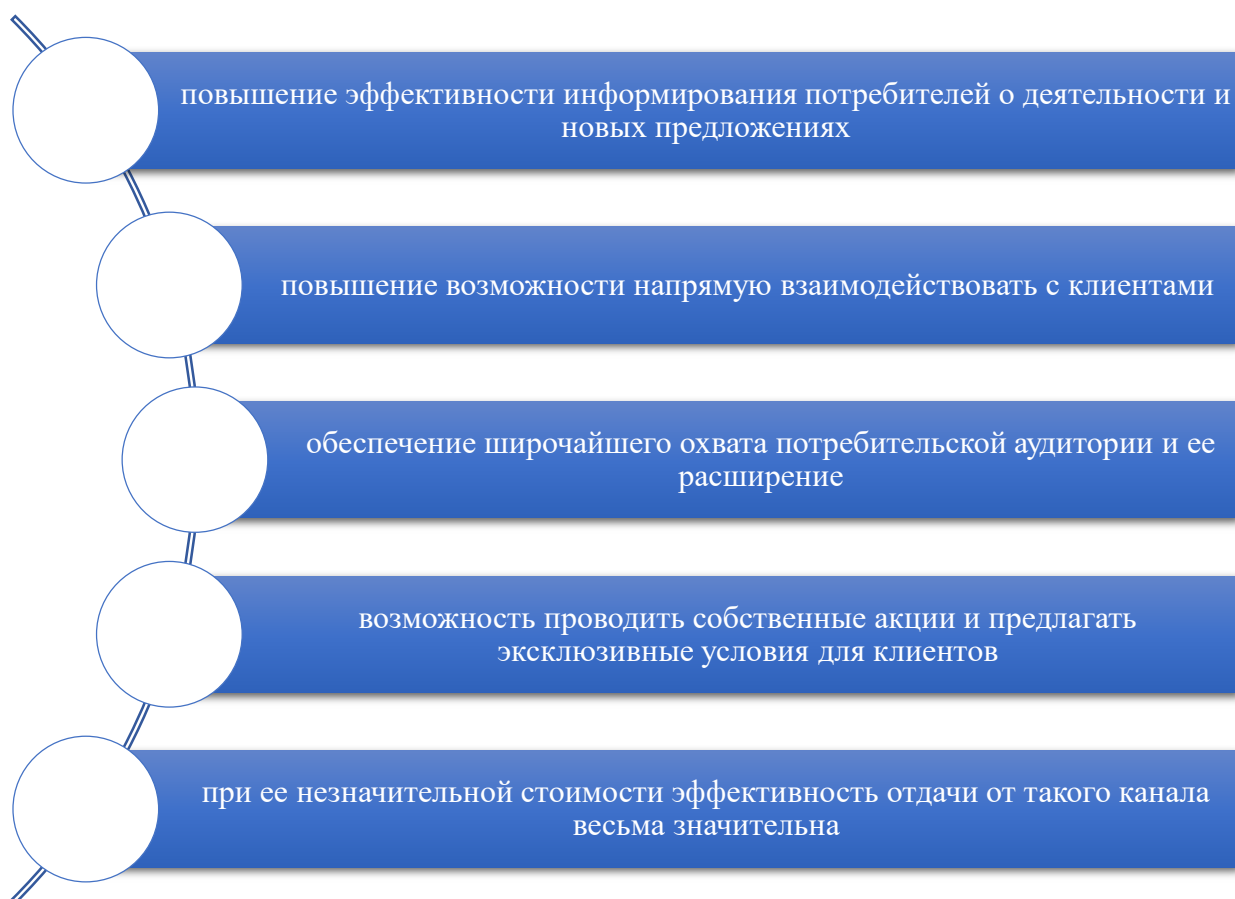 повышение эффективности информирования потребителей о деятельности и
новых предложениях
повышение возможности напрямую взаимодействовать с клиентами
обеспечение широчайшего охвата потребительской аудитории и ее
расширение
возможность проводить собственные акции и предлагать
эксклюзивные условия для клиентов
при ее незначительной стоимости эффективность отдачи от такого канала
весьма значительна